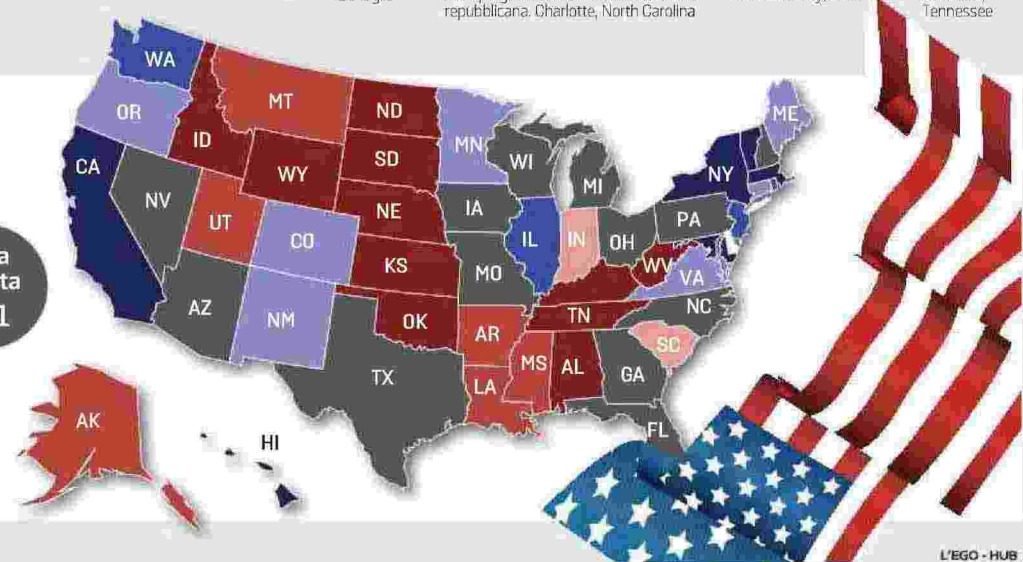 repubblicana. Charlotte, North Carolina
Tennessee
WA
OR
CA
ID
MT
ND
MN
WI
MI
NY
ME
SD
WY
NV
UT
CO
NE
IA
IL
IN
OH
PA
KS
MO
WV
VA
AZ
NM
OK
AR
TN
NC
SC
TX
LA
MS
AL
GA
FL
AK
HI
a
ta
1
L'EGO - HUB